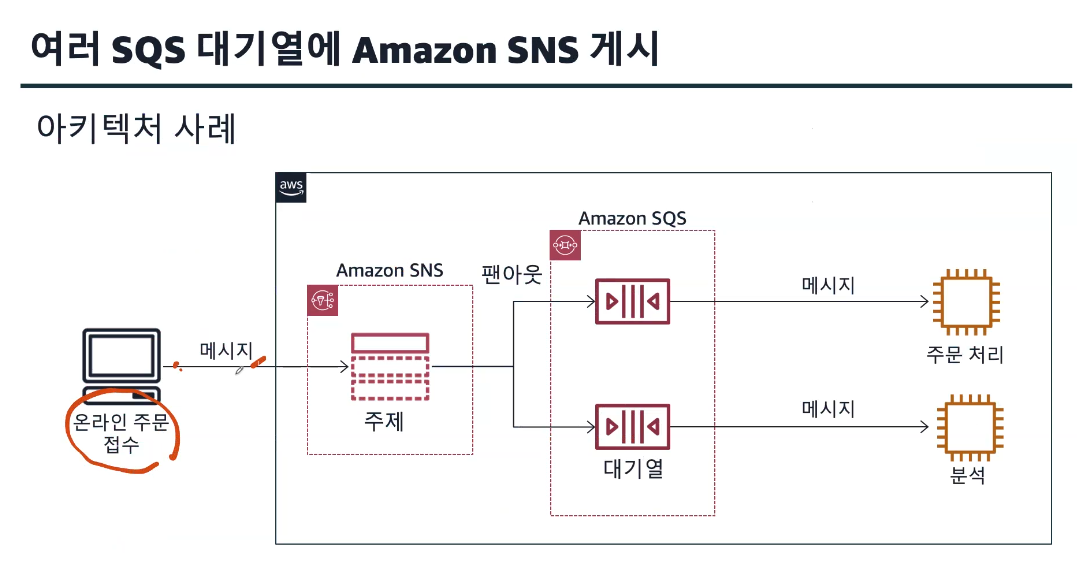 여러 SQS 대기열에 Amazon SNS 게시
아키텍처 사례
aws
Amazon SQS
Amazon SNS
팬아웃
메시지
주문 처리
메시지
온라인 주문
접수
주제
메시지
대기열
분석